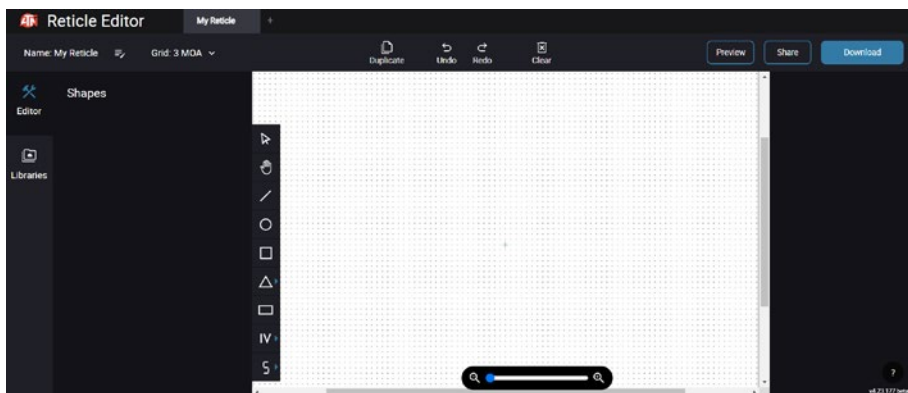 ATN Reticle Editor
My Reticle
+
Name: My Reticle
Grid: 3 MOA
Duplicate
Undo
Redo
Clear
Preview
Share
Download
Editor
Shapes
Libraries
IV
S
?